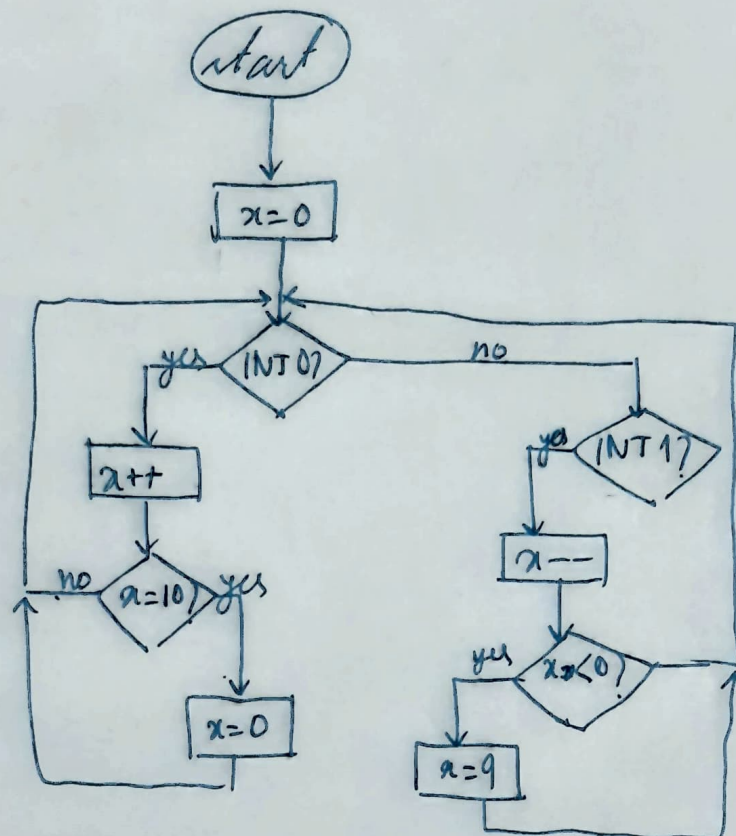 start
x=0
INT0?
yes
no
INT1?
yes
x++
x--
x=10?
no
yes
x<0?
yes
x=0
x=9